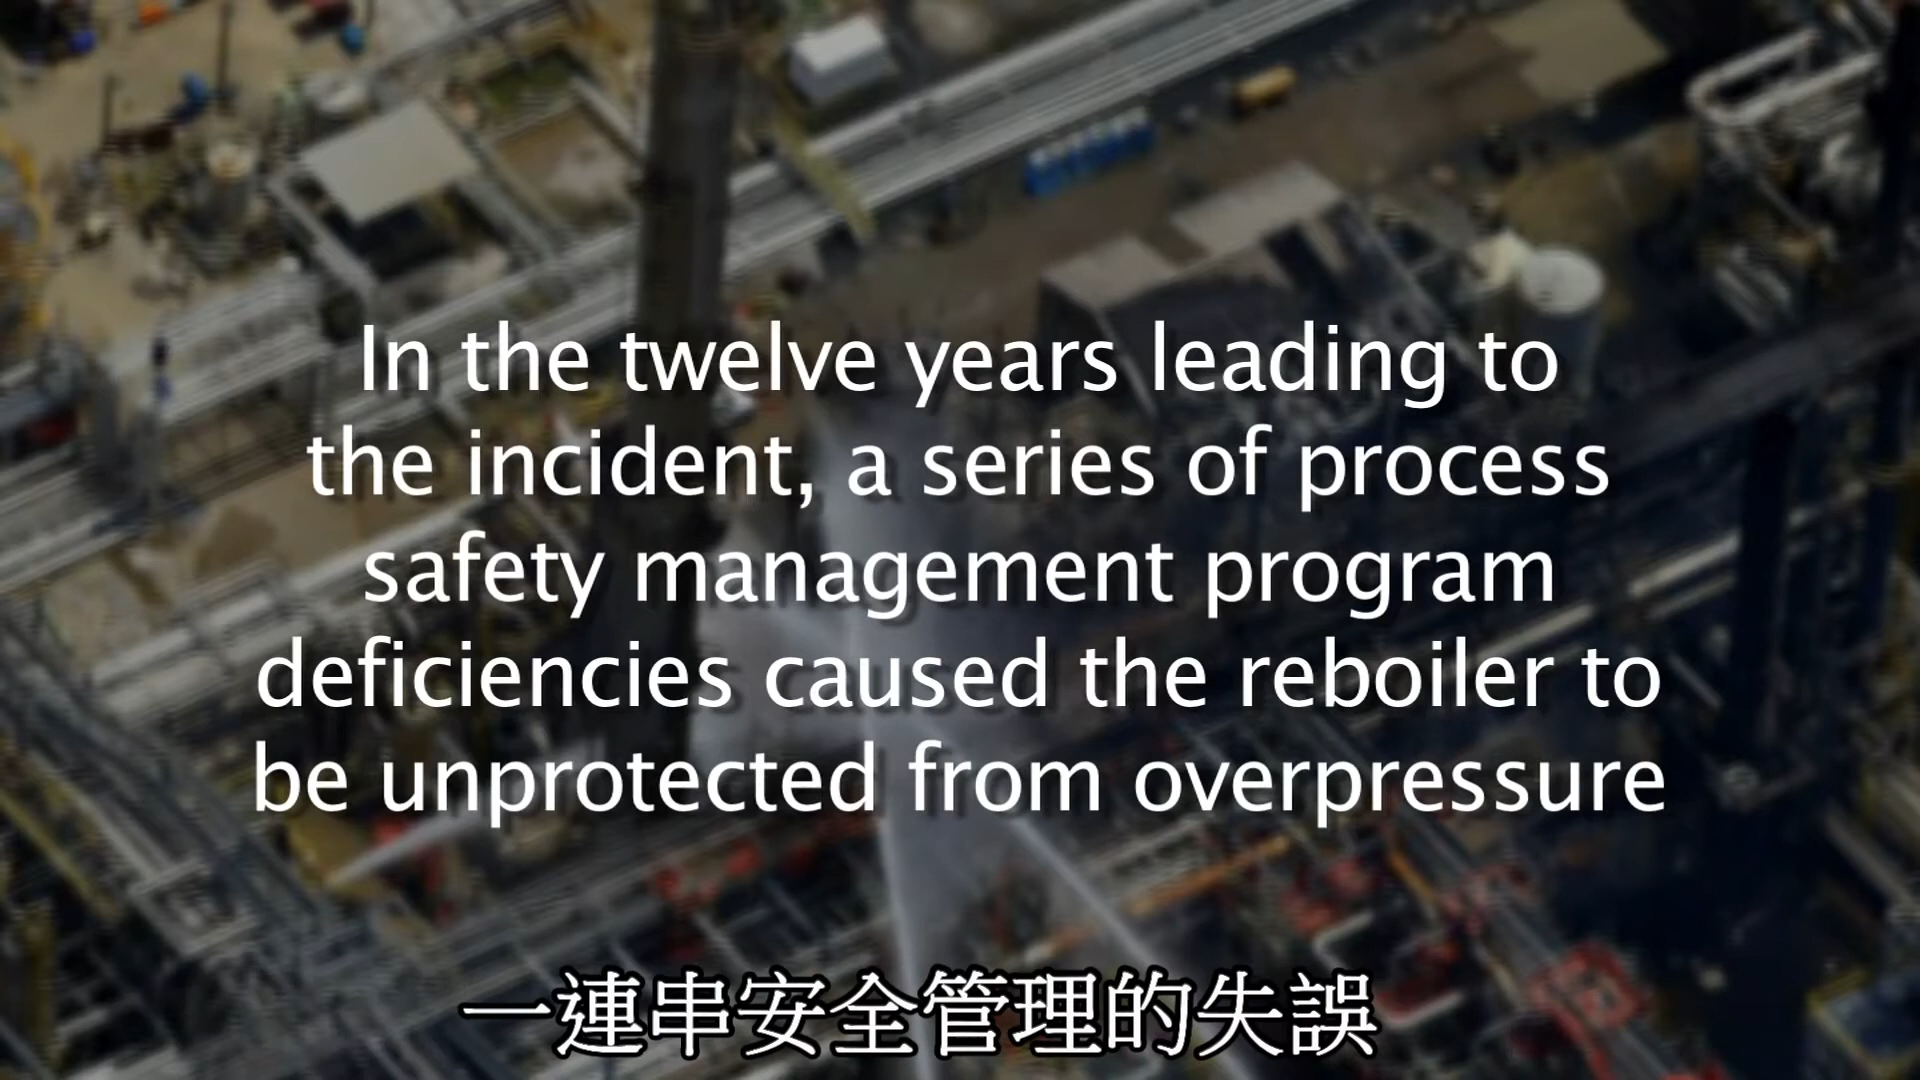 In the twelve years leading to
the incident, a series of process
safety management program
deficiencies caused the reboiler to
be unprotected from overpressure
一連串安全管理的失誤